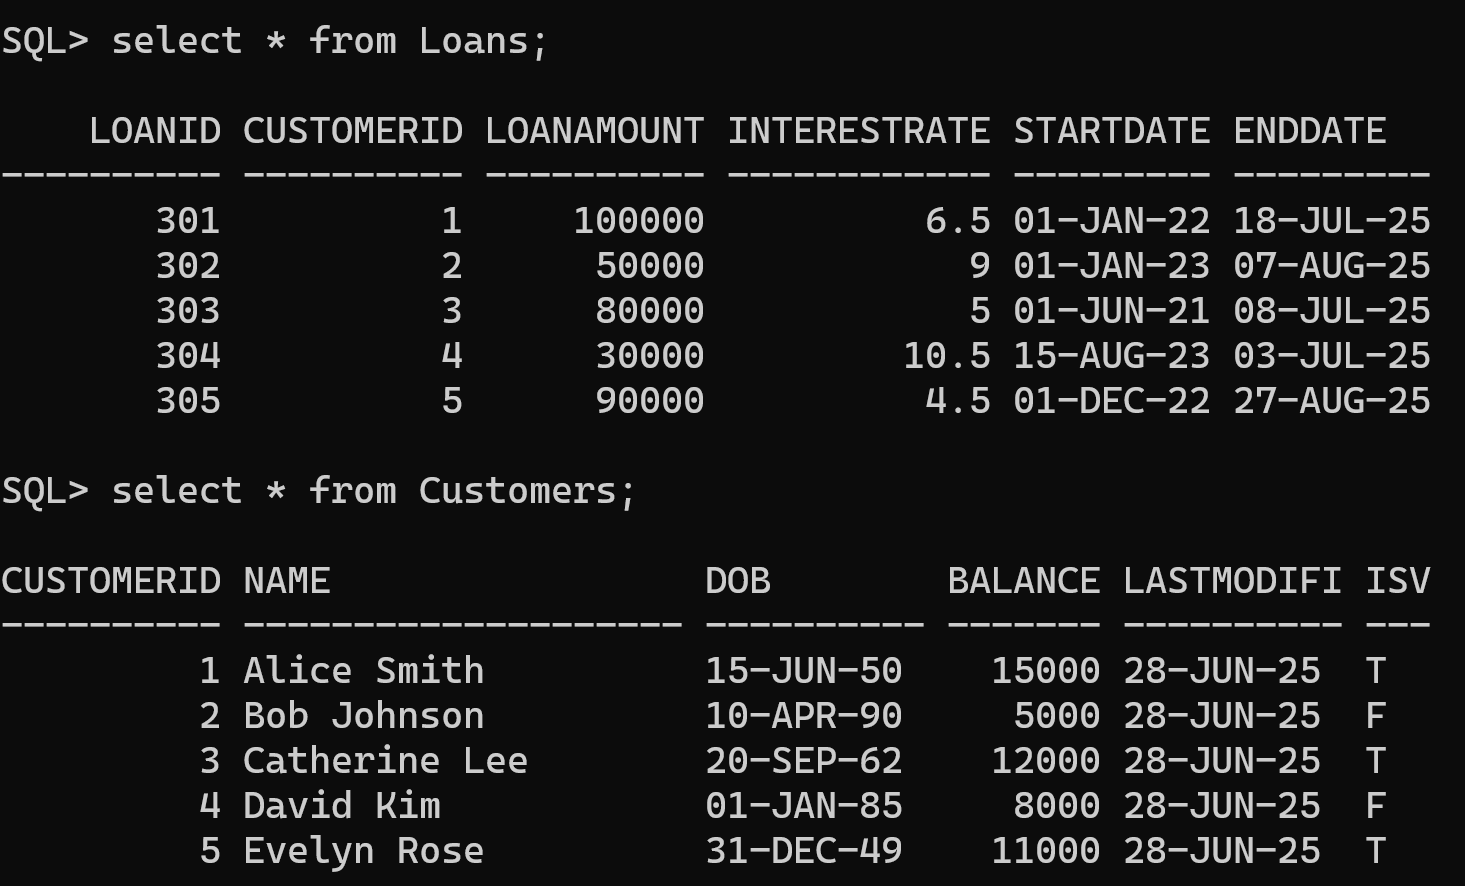 SQL> select * from Loans;
    LOANID CUSTOMERID LOANAMOUNT INTERESTRATE STARTDATE ENDDATE
---------- ---------- ---------- ------------ --------- ---------
       301          1     100000          6.5 01-JAN-22 18-JUL-25
       302          2      50000            9 01-JAN-23 07-AUG-25
       303          3      80000            5 01-JUN-21 08-JUL-25
       304          4      30000         10.5 15-AUG-23 03-JUL-25
       305          5      90000          4.5 01-DEC-22 27-AUG-25
SQL> select * from Customers;
CUSTOMERID NAME                 DOB        BALANCE LASTMODIFI ISV
---------- -------------------- ---------- ------- ---------- ---
         1 Alice Smith          15-JUN-50    15000 28-JUN-25  T
         2 Bob Johnson          10-APR-90     5000 28-JUN-25  F
         3 Catherine Lee        20-SEP-62    12000 28-JUN-25  T
         4 David Kim            01-JAN-85     8000 28-JUN-25  F
         5 Evelyn Rose          31-DEC-49    11000 28-JUN-25  T